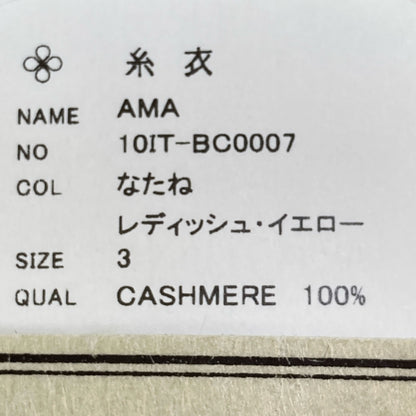 糸衣
NAME AMA
NO 10IT-BC0007
COL なたね
レディッシュ・イエロー
SIZE 3
QUAL CASHMERE 100%